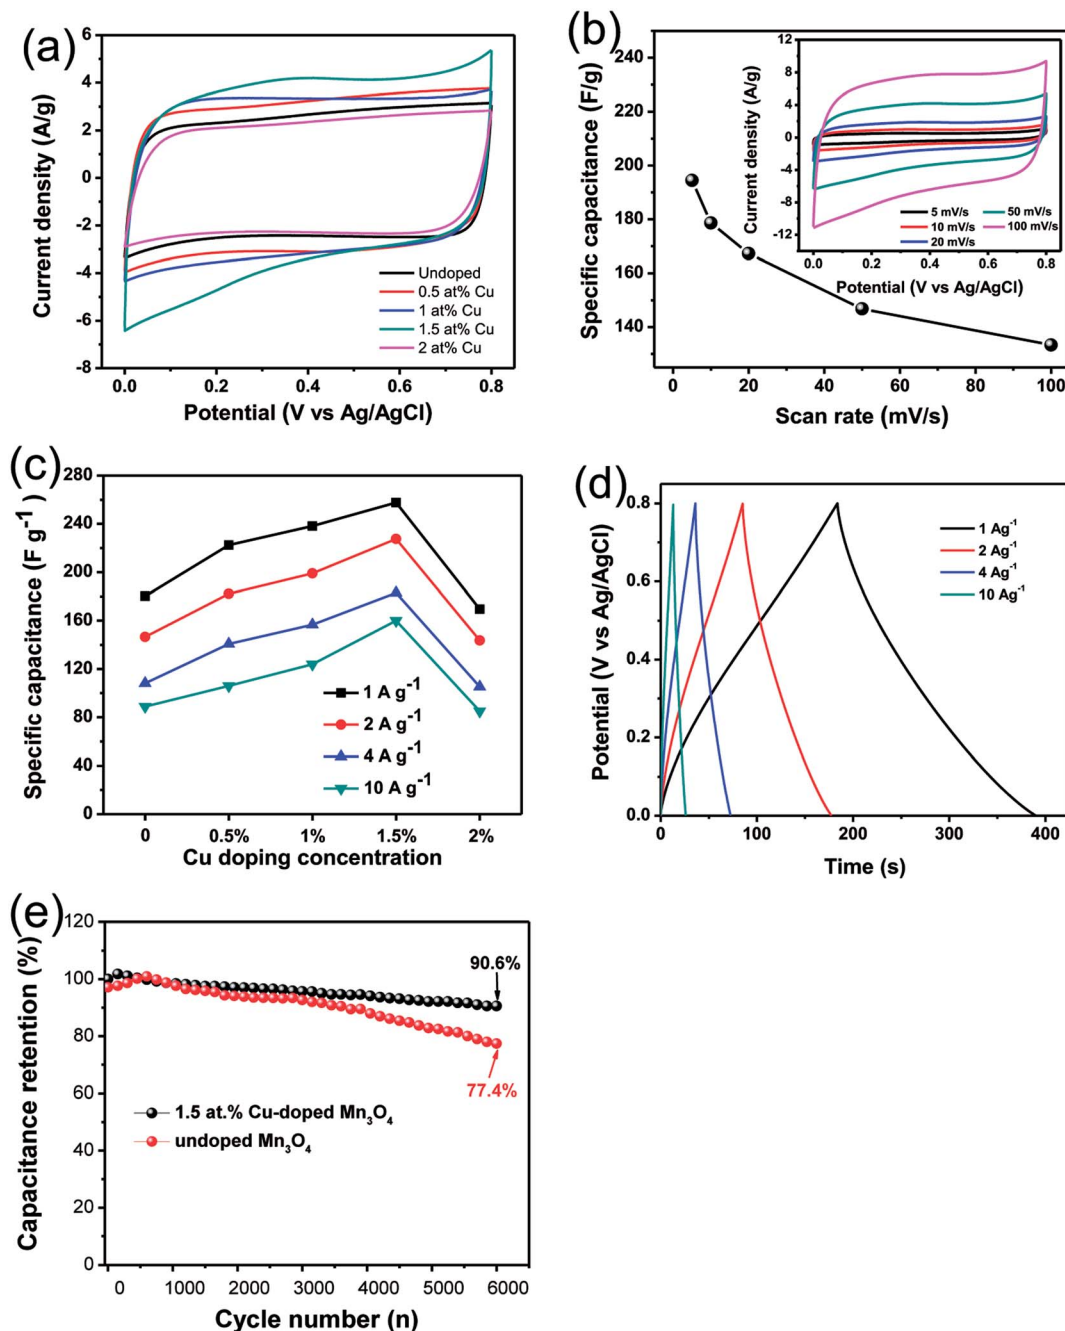 (a)
Current density (A/g)
6
4
2
0
-2
-4
-6
-8
Undoped
0.5 at% Cu
1 at% Cu
1.5 at% Cu
2 at% Cu
0.0 0.2 0.4 0.6 0.8
Potential (V vs Ag/AgCl)
(b)
Specific capacitance (F/g)
240
220
200
180
160
140
0 20 40 60 80 100
Scan rate (mV/s)
Current density (A/g)
12
8
4
0
-4
-8
-12
5 mV/s
10 mV/s
20 mV/s
50 mV/s
100 mV/s
0.0 0.2 0.4 0.6 0.8
Potential (V vs Ag/AgCl)
(c)
Specific capacitance (F g⁻¹ )
280
240
200
160
120
80
40
0
1 A g⁻¹
2 A g⁻¹
4 A g⁻¹
10 A g⁻¹
0 0.5% 1% 1.5% 2%
Cu doping concentration
(d)
Potential (V vs Ag/AgCl)
0.8
0.6
0.4
0.2
0.0
1 Ag⁻¹
2 Ag⁻¹
4 Ag⁻¹
10 Ag⁻¹
0 100 200 300 400
Time (s)
(e)
Capacitance retention (%)
120
100
80
60
40
20
0
90.6%
77.4%
1.5 at.% Cu-doped Mn₃O₄
undoped Mn₃O₄
0 1000 2000 3000 4000 5000 6000
Cycle number (n)